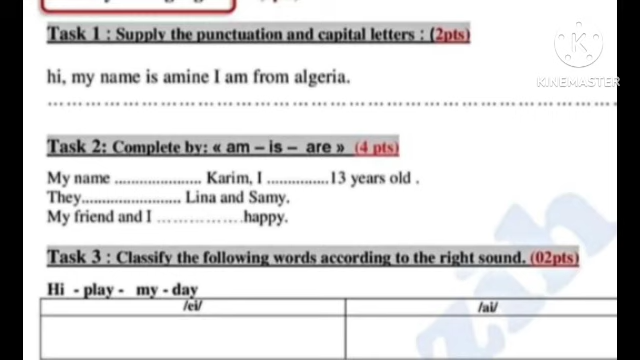 Task 1 : Supply the punctuation and capital letters : (2pts)
KINEMASTER
hi, my name is amine I am from algeria.
Task 2: Complete by: « am – is – are » (4 pts)
My name ..................... Karim, I ...............13 years old .
They......................... Lina and Samy.
My friend and I ......................happy.
Task 3 : Classify the following words according to the right sound. (02pts)
Hi - play - my - day
/ei/ /ai/